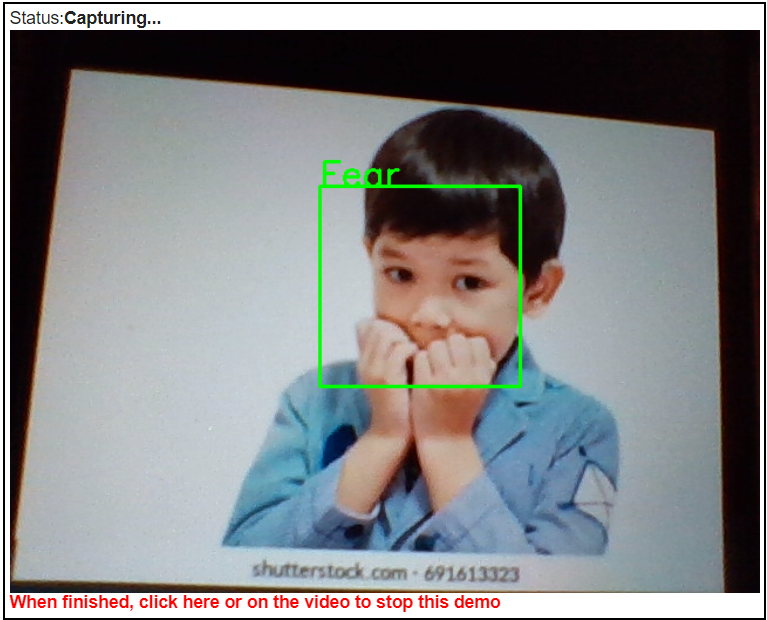 Status:Capturing...
Fear
shutterstock.com · 691613323
When finished, click here or on the video to stop this demo